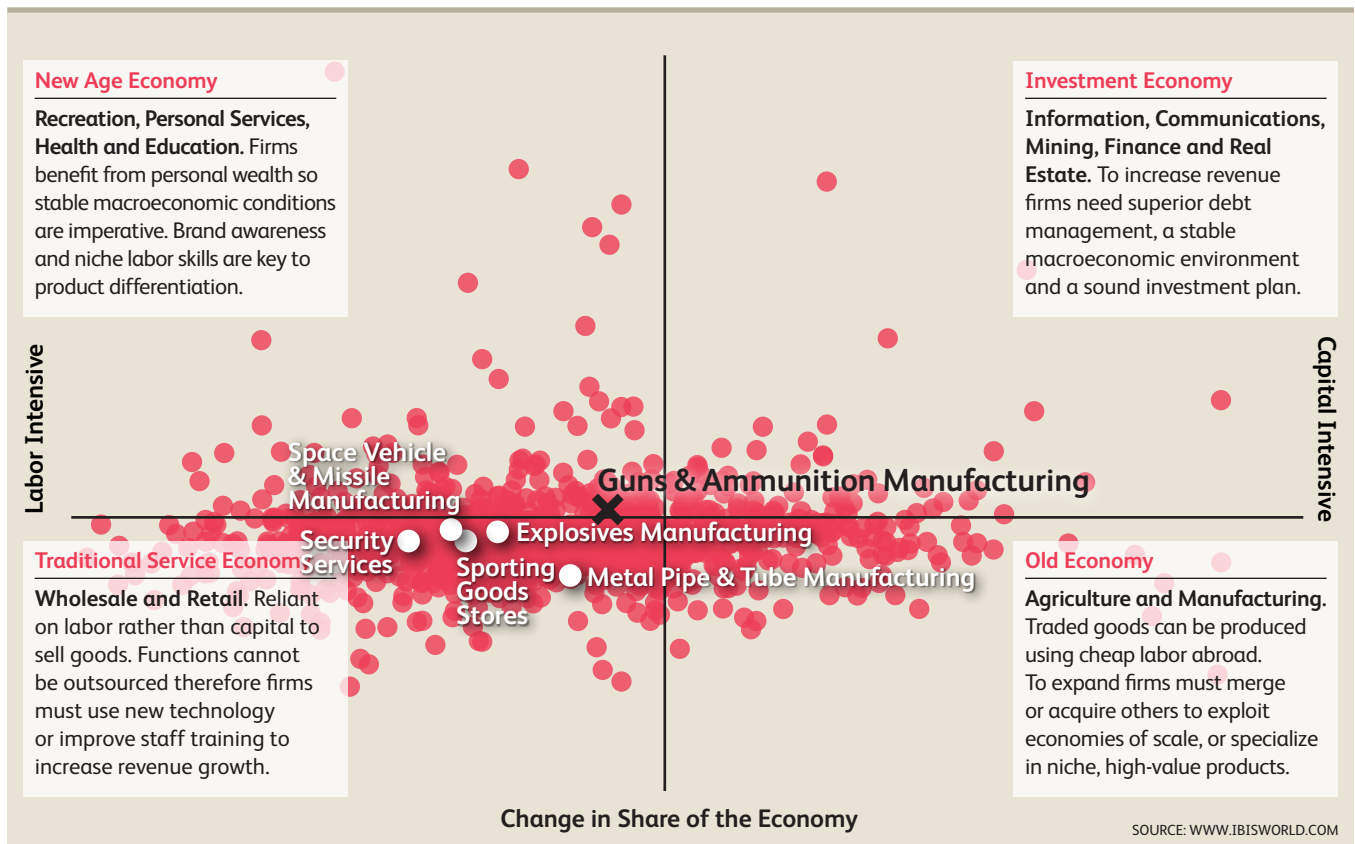 New Age Economy
Recreation, Personal Services,
Health and Education. Firms
benefit from personal wealth so
stable macroeconomic conditions
are imperative. Brand awareness
and niche labor skills are key to
product differentiation.
Investment Economy
Information, Communications,
Mining, Finance and Real
Estate. To increase revenue
firms need superior debt
management, a stable
macroeconomic environment
and a sound investment plan.
Labor Intensive
Capital Intensive
Space Vehicle
& Missile
Manufacturing
Guns & Ammunition Manufacturing
Security
Services
Explosives Manufacturing
Sporting
Goods
Stores
Metal Pipe & Tube Manufacturing
Traditional Service Econom
Wholesale and Retail. Reliant
on labor rather than capital to
sell goods. Functions cannot
be outsourced therefore firms
must use new technology
or improve staff training to
increase revenue growth.
Old Economy
Agriculture and Manufacturing.
Traded goods can be produced
using cheap labor abroad.
To expand firms must merge
or acquire others to exploit
economies of scale, or specialize
in niche, high-value products.
Change in Share of the Economy
SOURCE: WWW.IBISWORLD.COM